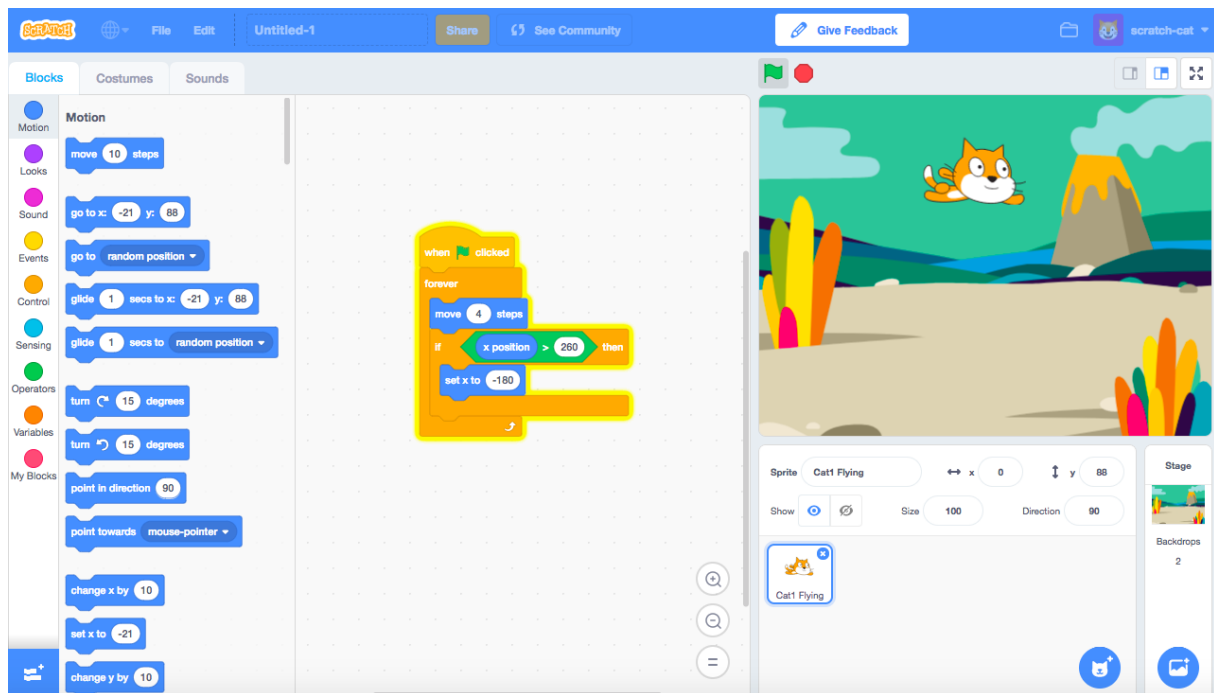 SCRATCH File Edit Untitled-1 Share See Community Give Feedback scratch-cat
Blocks Costumes Sounds
Motion
Looks
Sound
Events
Control
Sensing
Operators
Variables
My Blocks
Motion
move 10 steps
go to x: -21 y: 88
go to random position
glide 1 secs to x: -21 y: 88
glide 1 secs to random position
turn 15 degrees
turn 15 degrees
point in direction 90
point towards mouse-pointer
change x by 10
set x to -21
change y by 10
when clicked
forever
move 4 steps
if x position > 260 then
set x to -180
Sprite Cat1 Flying x 0 y 88
Show Size 100 Direction 90
Cat1 Flying
Stage
Backdrops
2